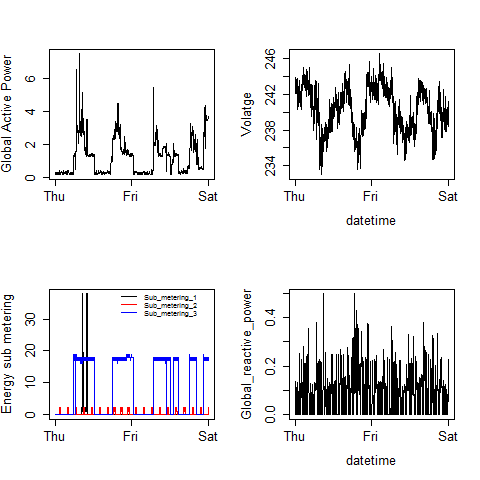 Global Active Power
6
4
2
0
Thu Fri Sat
Volatge
246
242
238
234
Thu Fri Sat
datetime
Energy sub metering
30
20
10
0
Sub_metering_1
Sub_metering_2
Sub_metering_3
Thu Fri Sat
Global_reactive_power
0.4
0.2
0.0
Thu Fri Sat
datetime